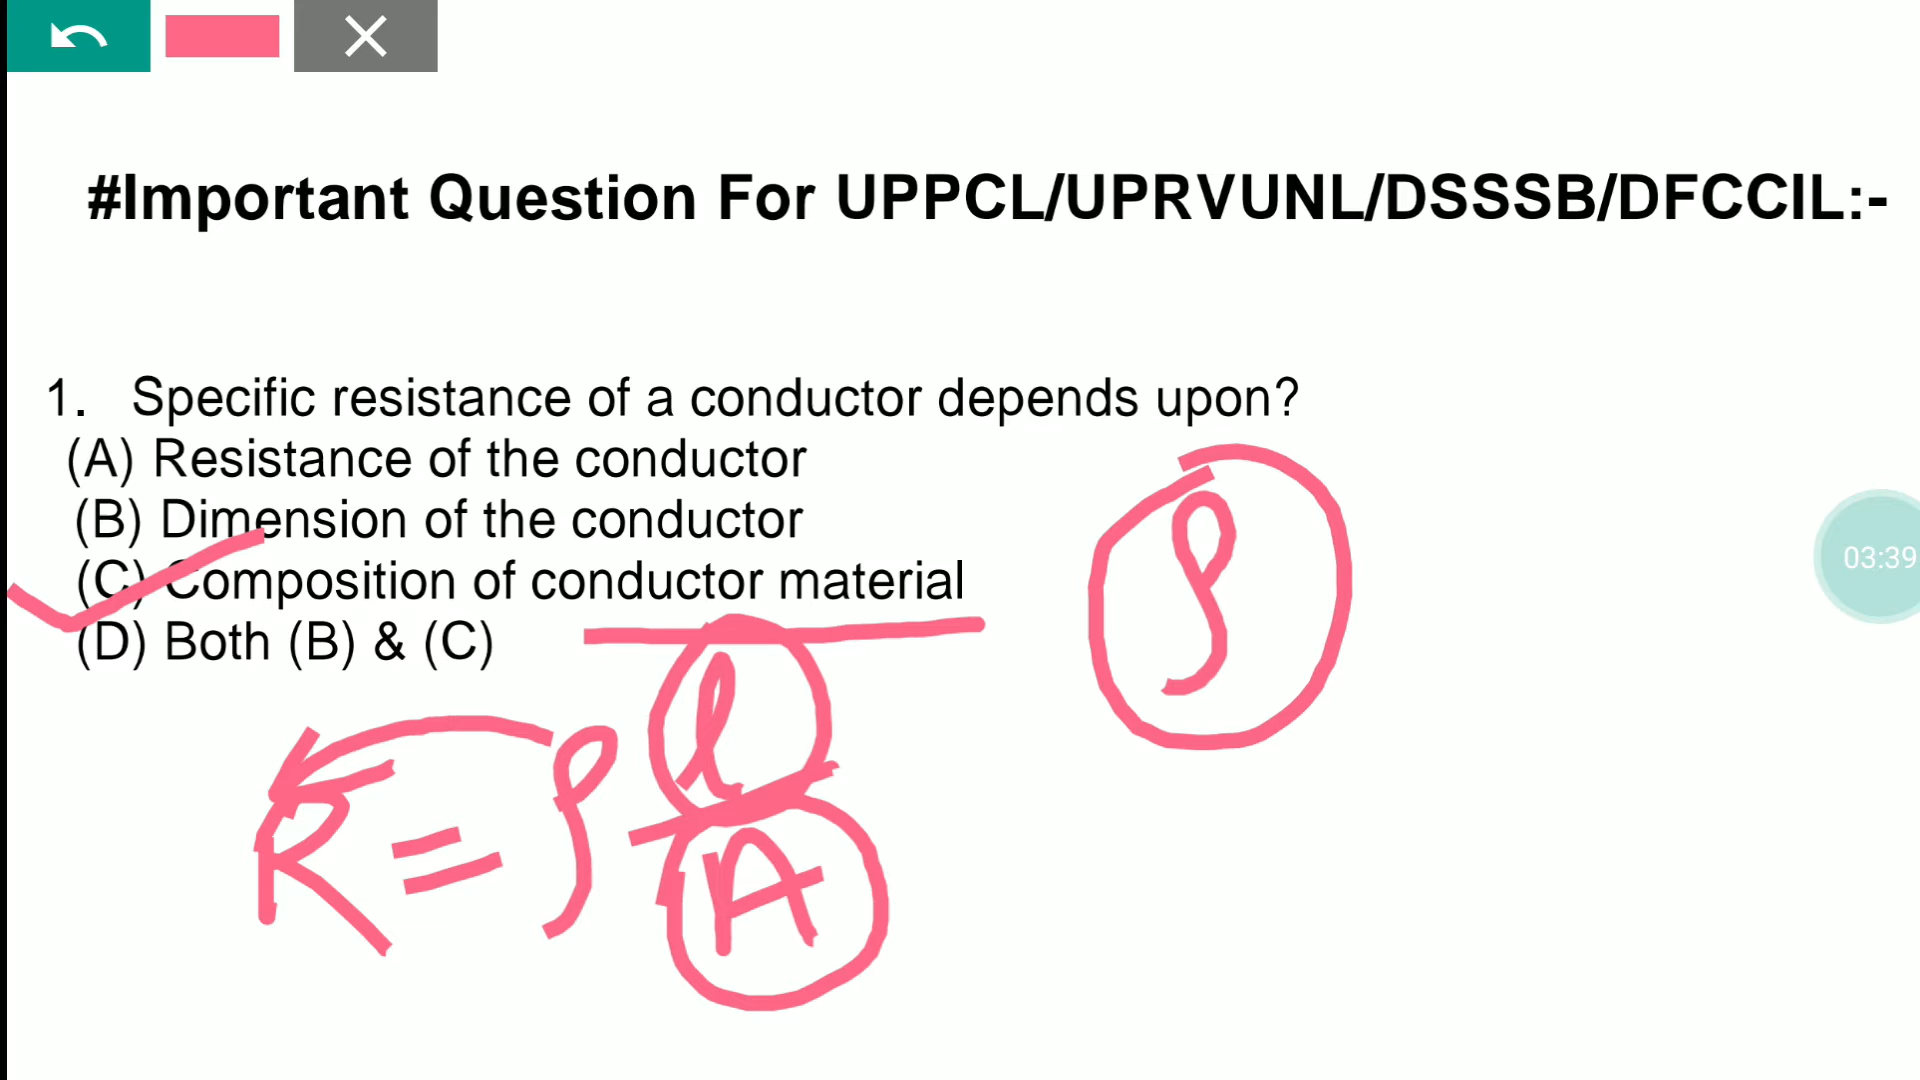 #Important Question For UPPCL/UPRVUNL/DSSSB/DFCCIL:-
1. Specific resistance of a conductor depends upon?
(A) Resistance of the conductor
(B) Dimension of the conductor
(C) Composition of conductor material
(D) Both (B) & (C)
ρ
R = ρ l / A
03:39